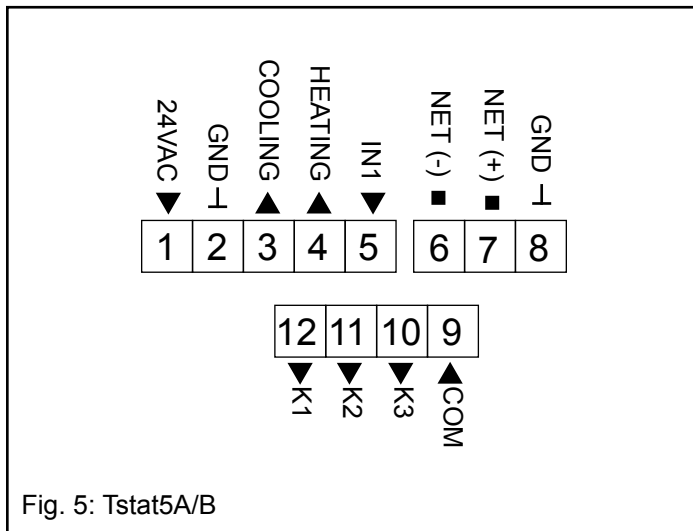 24VAC
GND
COOLING
HEATING
IN1
NET (-)
NET (+)
GND
1 2 3 4 5 6 7 8
12 11 10 9
K1
K2
K3
COM
Fig. 5: Tstat5A/B